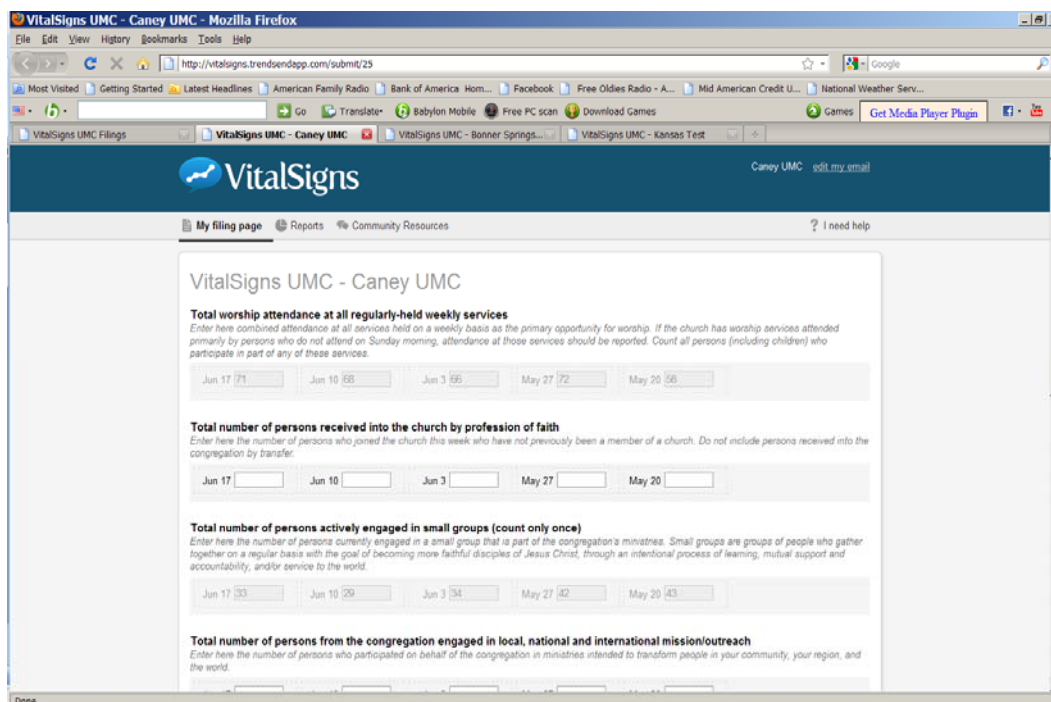 VitalSigns UMC - Caney UMC - Mozilla Firefox
File Edit View History Bookmarks Tools Help
http://vitalsigns.trendsendapp.com/submit/25 Google
Most Visited Getting Started Latest Headlines American Family Radio Bank of America Hom... Facebook Free Oldies Radio - A... Mid American Credit U... National Weather Serv...
Go Translate Babylon Mobile Free PC scan Download Games Games Get Media Player Plugin
VitalSigns UMC Filings VitalSigns UMC - Caney UMC VitalSigns UMC - Bonner Springs... VitalSigns UMC - Kansas Test
VitalSigns
Caney UMC edit my email
My filing page Reports Community Resources ? I need help
VitalSigns UMC - Caney UMC
Total worship attendance at all regularly-held weekly services
Enter here combined attendance at all services held on a weekly basis as the primary opportunity for worship. If the church has worship services attended
primarily by persons who do not attend on Sunday morning, attendance at those services should be reported. Count all persons (including children) who
participate in part of any of these services.
Jun 17 71 Jun 10 68 Jun 3 66 May 27 72 May 20 58
Total number of persons received into the church by profession of faith
Enter here the number of persons who joined the church this week who have not previously been a member of a church. Do not include persons received into the
congregation by transfer.
Jun 17 Jun 10 Jun 3 May 27 May 20
Total number of persons actively engaged in small groups (count only once)
Enter here the number of persons currently engaged in a small group that is part of the congregation's ministries. Small groups are groups of people who gather
together on a regular basis with the goal of becoming more faithful disciples of Jesus Christ, through an intentional process of learning, mutual support and
accountability, and/or service to the world.
Jun 17 33 Jun 10 29 Jun 3 34 May 27 42 May 20 43
Total number of persons from the congregation engaged in local, national and international mission/outreach
Enter here the number of persons who participated on behalf of the congregation in ministries intended to transform people in your community, your region, and
the world.
Done